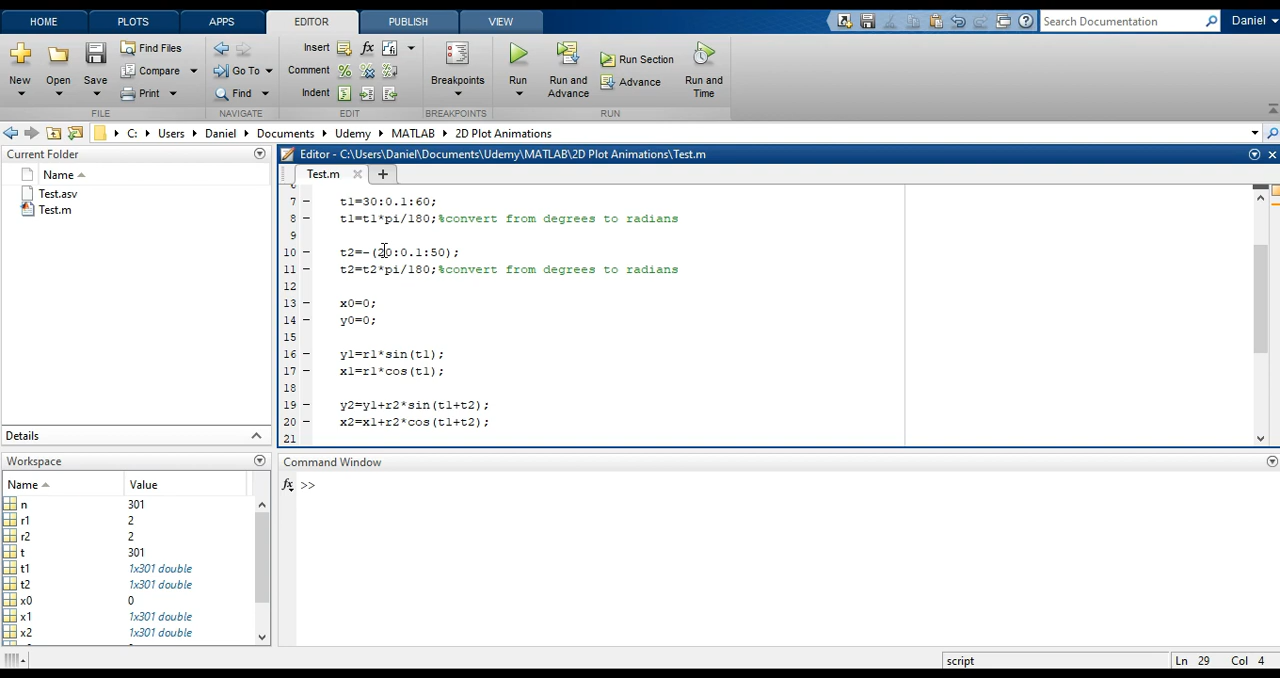 HOME PLOTS APPS EDITOR PUBLISH VIEW Search Documentation Daniel
New Open Save Find Files Compare Print
Go To Find
Insert fx
Comment
Indent
Breakpoints Run Run and Advance Run Section Advance Run and Time
FILE NAVIGATE EDIT BREAKPOINTS RUN
C: Users Daniel Documents Udemy MATLAB 2D Plot Animations
Current Folder
Name
Test.asv
Test.m
Details
Workspace
Name Value
n 301
r1 2
r2 2
t 301
t1 1x301 double
t2 1x301 double
x0 0
x1 1x301 double
x2 1x301 double
Editor - C:\Users\Daniel\Documents\Udemy\MATLAB\2D Plot Animations\Test.m
Test.m
7 - t1=30:0.1:60;
8 - t1=t1*pi/180;%convert from degrees to radians
9
10 - t2=-(20:0.1:50);
11 - t2=t2*pi/180;%convert from degrees to radians
12
13 - x0=0;
14 - y0=0;
15
16 - y1=r1*sin(t1);
17 - x1=r1*cos(t1);
18
19 - y2=y1+r2*sin(t1+t2);
20 - x2=x1+r2*cos(t1+t2);
21
Command Window
fx >>
script Ln 29 Col 4